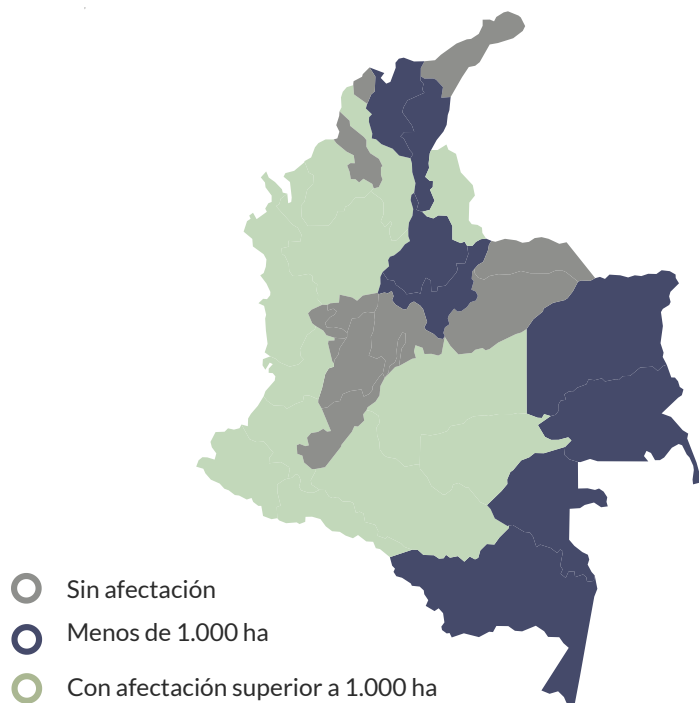 Sin afectación
Menos de 1.000 ha
Con afectación superior a 1.000 ha